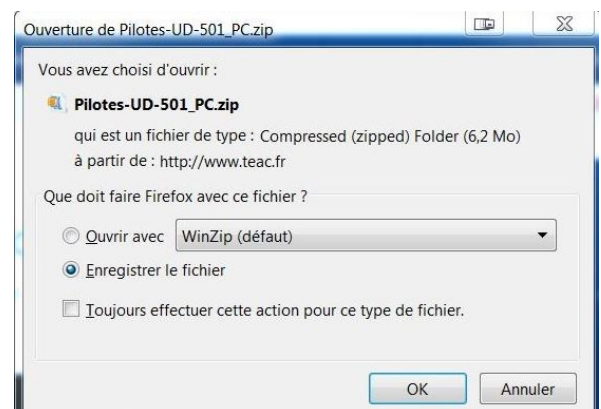 Ouverture de Pilotes-UD-501_PC.zip
Vous avez choisi d'ouvrir :
Pilotes-UD-501_PC.zip
qui est un fichier de type : Compressed (zipped) Folder (6,2 Mo)
à partir de : http://www.teac.fr
Que doit faire Firefox avec ce fichier ?
Ouvrir avec WinZip (défaut)
Enregistrer le fichier
Toujours effectuer cette action pour ce type de fichier.
OK Annuler